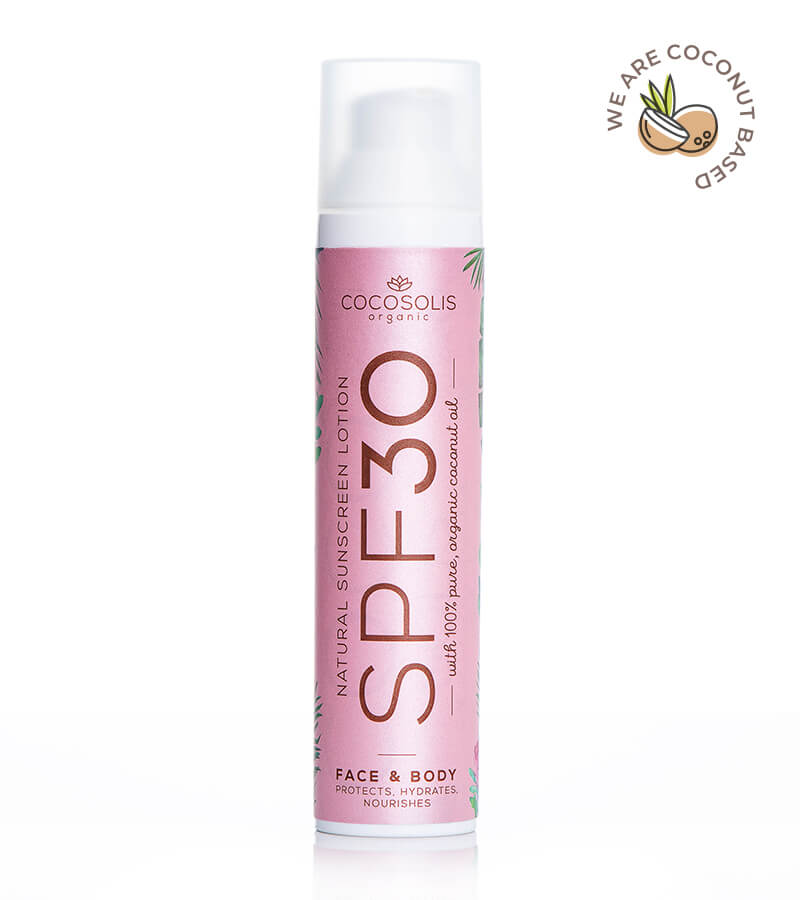 WE ARE COCONUT BASED
COCOSOLIS
organic
NATURAL SUNSCREEN LOTION
SPF30
with 100% pure, organic coconut oil
FACE & BODY
PROTECTS, HYDRATES,
NOURISHES